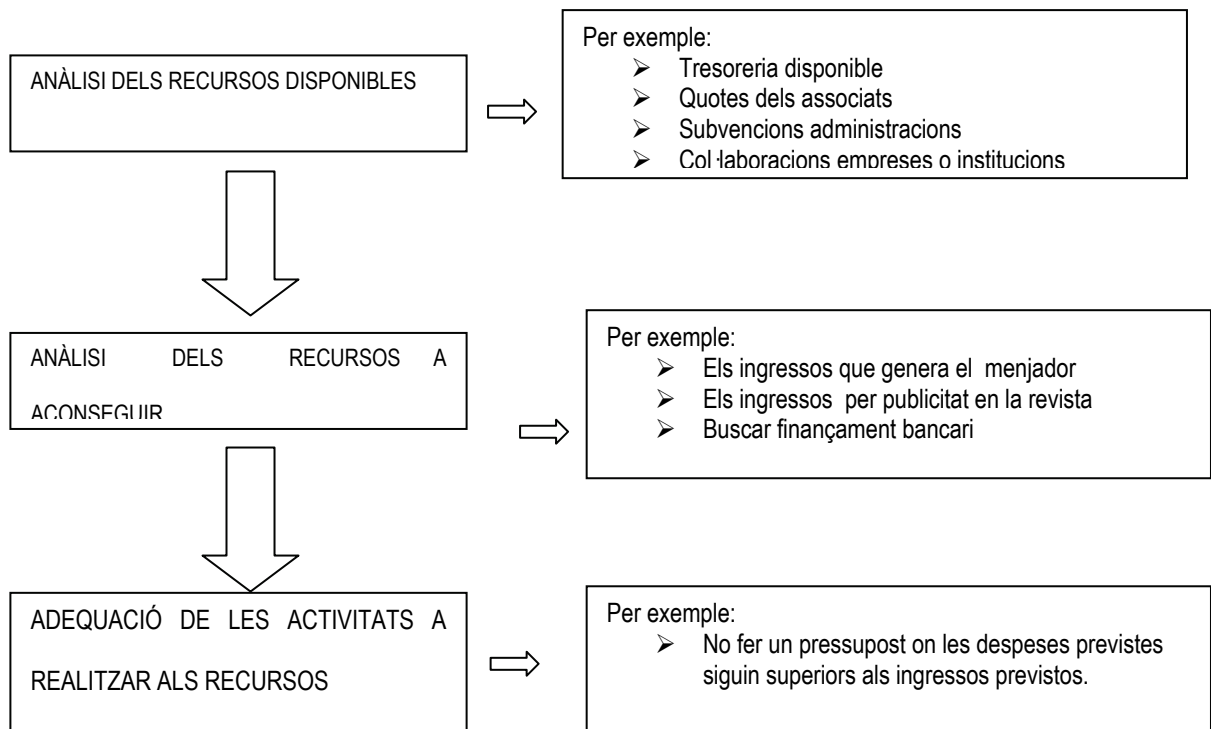 ANÀLISI DELS RECURSOS DISPONIBLES
Per exemple:
➢ Tresoreria disponible
➢ Quotes dels associats
➢ Subvencions administracions
➢ Col·laboracions empreses o institucions
ANÀLISI DELS RECURSOS A
ACONSEGUIR
Per exemple:
➢ Els ingressos que genera el menjador
➢ Els ingressos per publicitat en la revista
➢ Buscar finançament bancari
ADEQUACIÓ DE LES ACTIVITATS A
REALITZAR ALS RECURSOS
Per exemple:
➢ No fer un pressupost on les despeses previstes
siguin superiors als ingressos previstos.